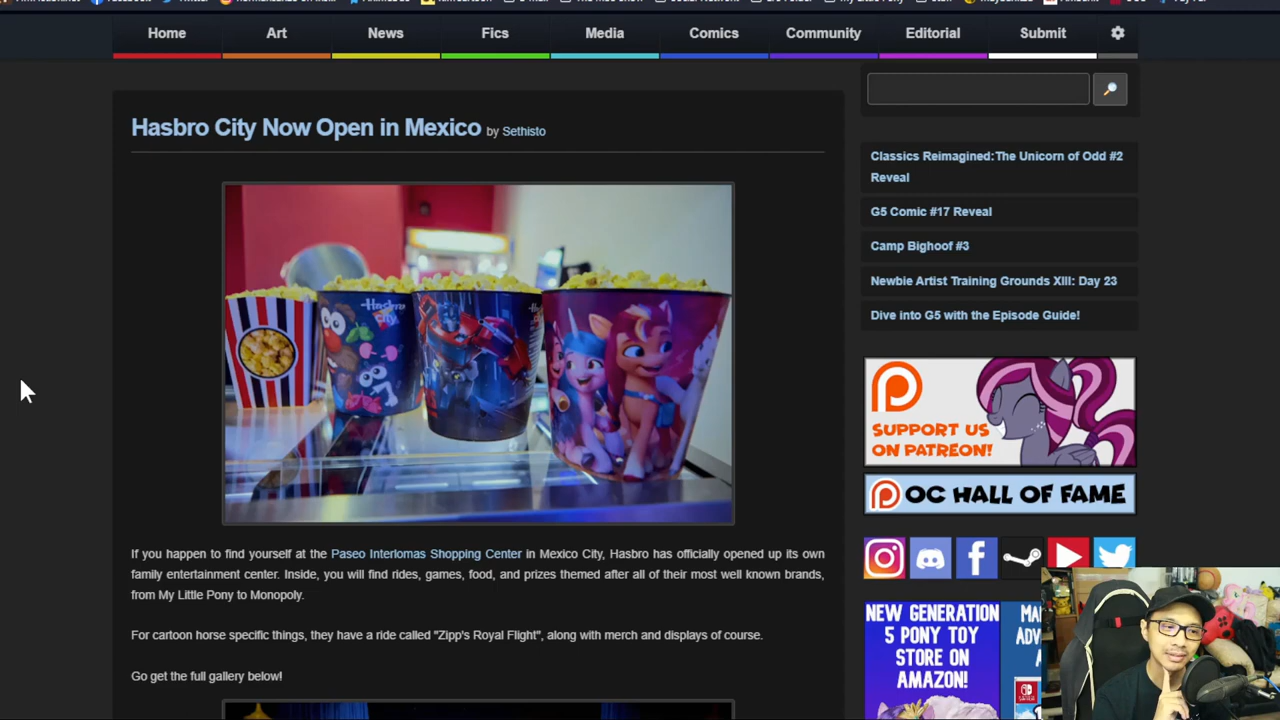 Home Art News Fics Media Comics Community Editorial Submit
Hasbro City Now Open in Mexico by Sethisto
Hasbro
city
If you happen to find yourself at the Paseo Interlomas Shopping Center in Mexico City, Hasbro has officially opened up its own
family entertainment center. Inside, you will find rides, games, food, and prizes themed after all of their most well known brands,
from My Little Pony to Monopoly.
For cartoon horse specific things, they have a ride called "Zipp's Royal Flight", along with merch and displays of course.
Go get the full gallery below!
Classics Reimagined:The Unicorn of Odd #2
Reveal
G5 Comic #17 Reveal
Camp Bighoof #3
Newbie Artist Training Grounds XIII: Day 23
Dive into G5 with the Episode Guide!
SUPPORT US
ON PATREON!
OC HALL OF FAME
NEW GENERATION
5 PONY TOY
STORE ON
AMAZON!